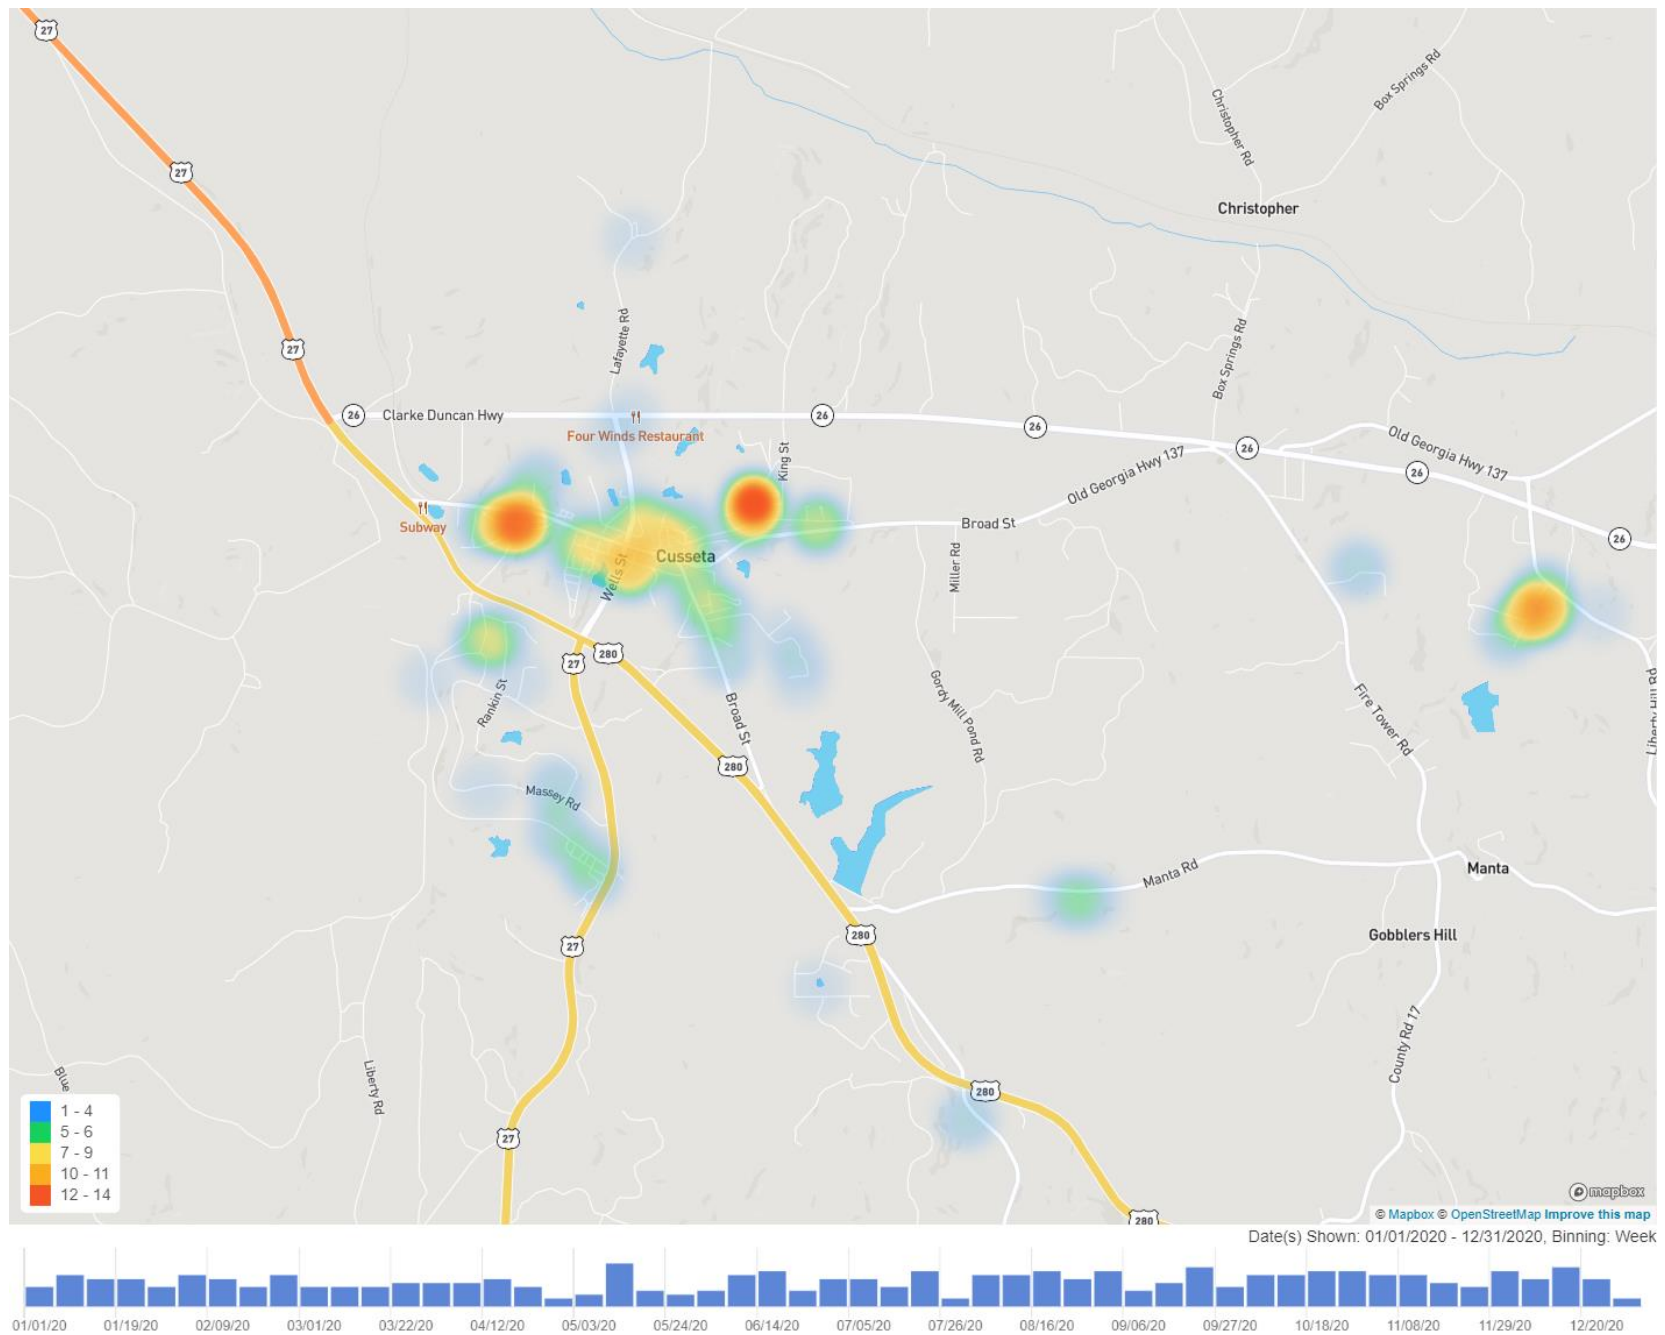 27
27
27
Christopher Rd
Box Springs Rd
Christopher
Lafayette Rd
Box Springs Rd
26
Clarke Duncan Hwy
26
26
26
26
26
Four Winds Restaurant
King St
Old Georgia Hwy 137
Old Georgia Hwy 137
Subway
Broad St
Cusseta
Wells St
Miller Rd
27
280
Rankin St
Broad St
Gordy Mill Pond Rd
Fire Tower Rd
Liberty Hill Rd
280
Massey Rd
Manta Rd
Manta
27
280
Gobblers Hill
County Rd 17
Blue
Liberty Rd
280
27
280
1 - 4
5 - 6
7 - 9
10 - 11
12 - 14
mapbox
© Mapbox © OpenStreetMap Improve this map
Date(s) Shown: 01/01/2020 - 12/31/2020, Binning: Week
01/01/20 01/19/20 02/09/20 03/01/20 03/22/20 04/12/20 05/03/20 05/24/20 06/14/20 07/05/20 07/26/20 08/16/20 09/06/20 09/27/20 10/18/20 11/08/20 11/29/20 12/20/20